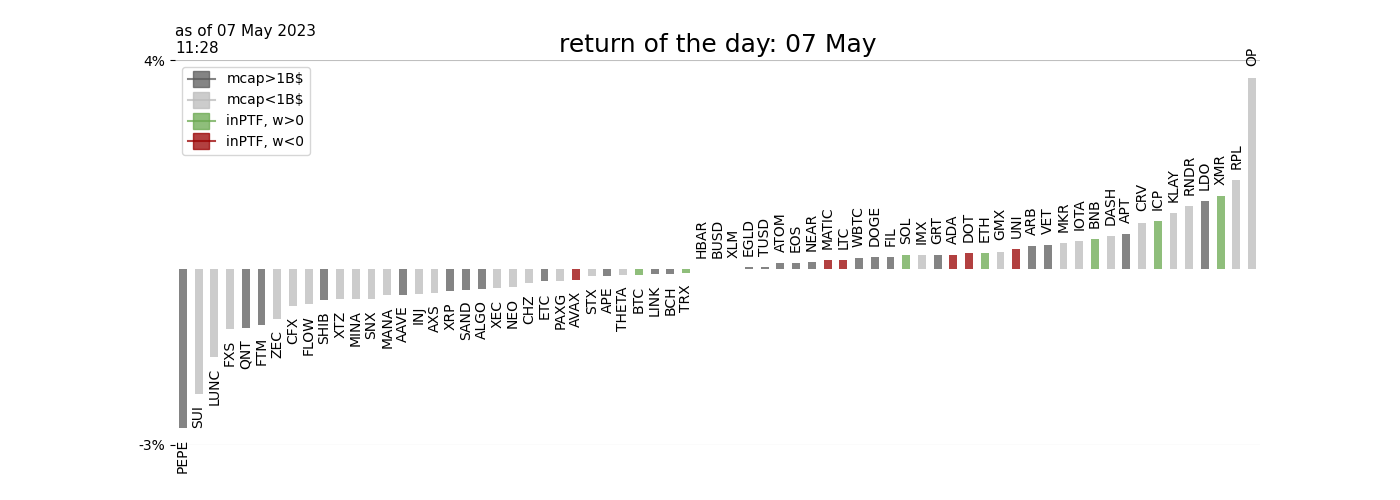 as of 07 May 2023
11:28
return of the day: 07 May
4%
mcap>1B$
mcap<1B$
inPTF, w>0
inPTF, w<0
-3%
PEPE
SUI
LUNC
FXS
QNT
FTM
ZEC
CFX
FLOW
SHIB
XTZ
MINA
SNX
MANA
AAVE
INJ
AXS
XRP
SAND
ALGO
XEC
NEO
CHZ
ETC
PAXG
AVAX
STX
APE
THETA
BTC
LINK
BCH
TRX
HBAR
BUSD
XLM
EGLD
TUSD
ATOM
EOS
NEAR
MATIC
LTC
WBTC
DOGE
FIL
SOL
IMX
GRT
ADA
DOT
ETH
GMX
UNI
ARB
VET
MKR
IOTA
BNB
DASH
APT
CRV
ICP
KLAY
RNDR
LDO
XMR
RPL
OP